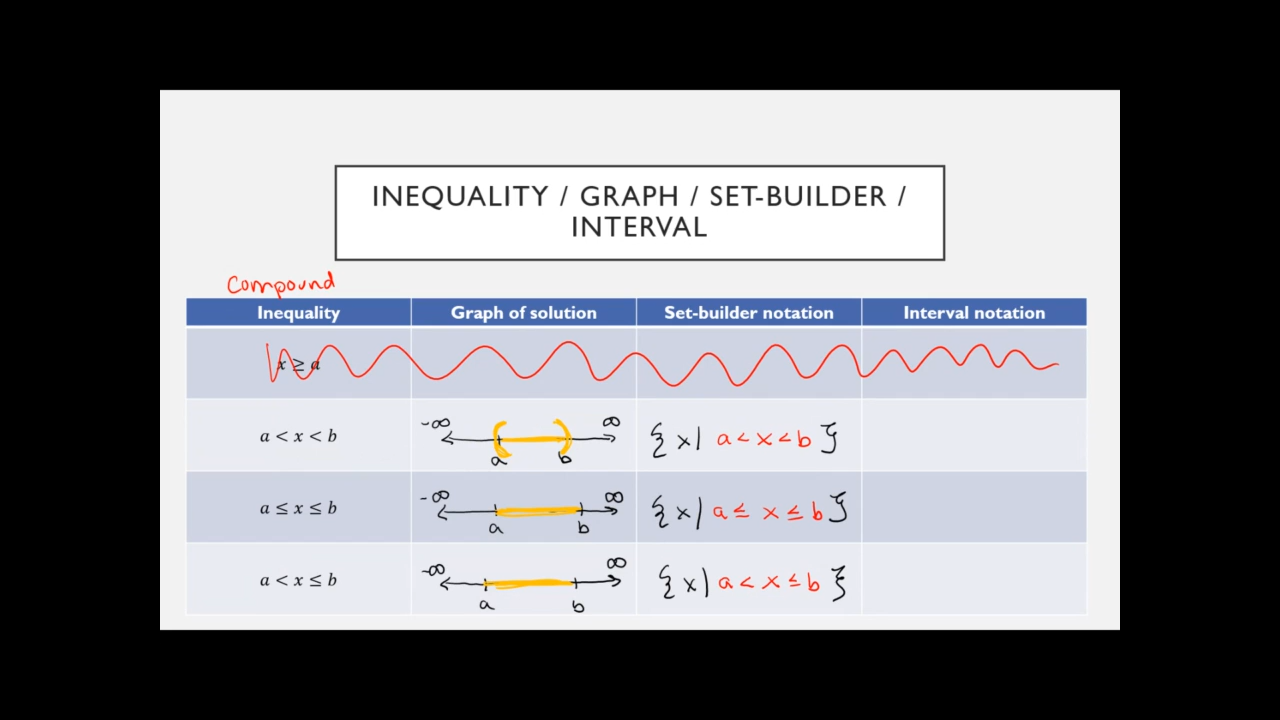 INEQUALITY / GRAPH / SET-BUILDER /
INTERVAL
Compound
Inequality Graph of solution Set-builder notation Interval notation
x ≥ a
a < x < b -∞ ( ) ∞ a b { x | a < x < b }
a ≤ x ≤ b -∞ ∞ a b { x | a ≤ x ≤ b }
a < x ≤ b -∞ ∞ a b { x | a < x ≤ b }